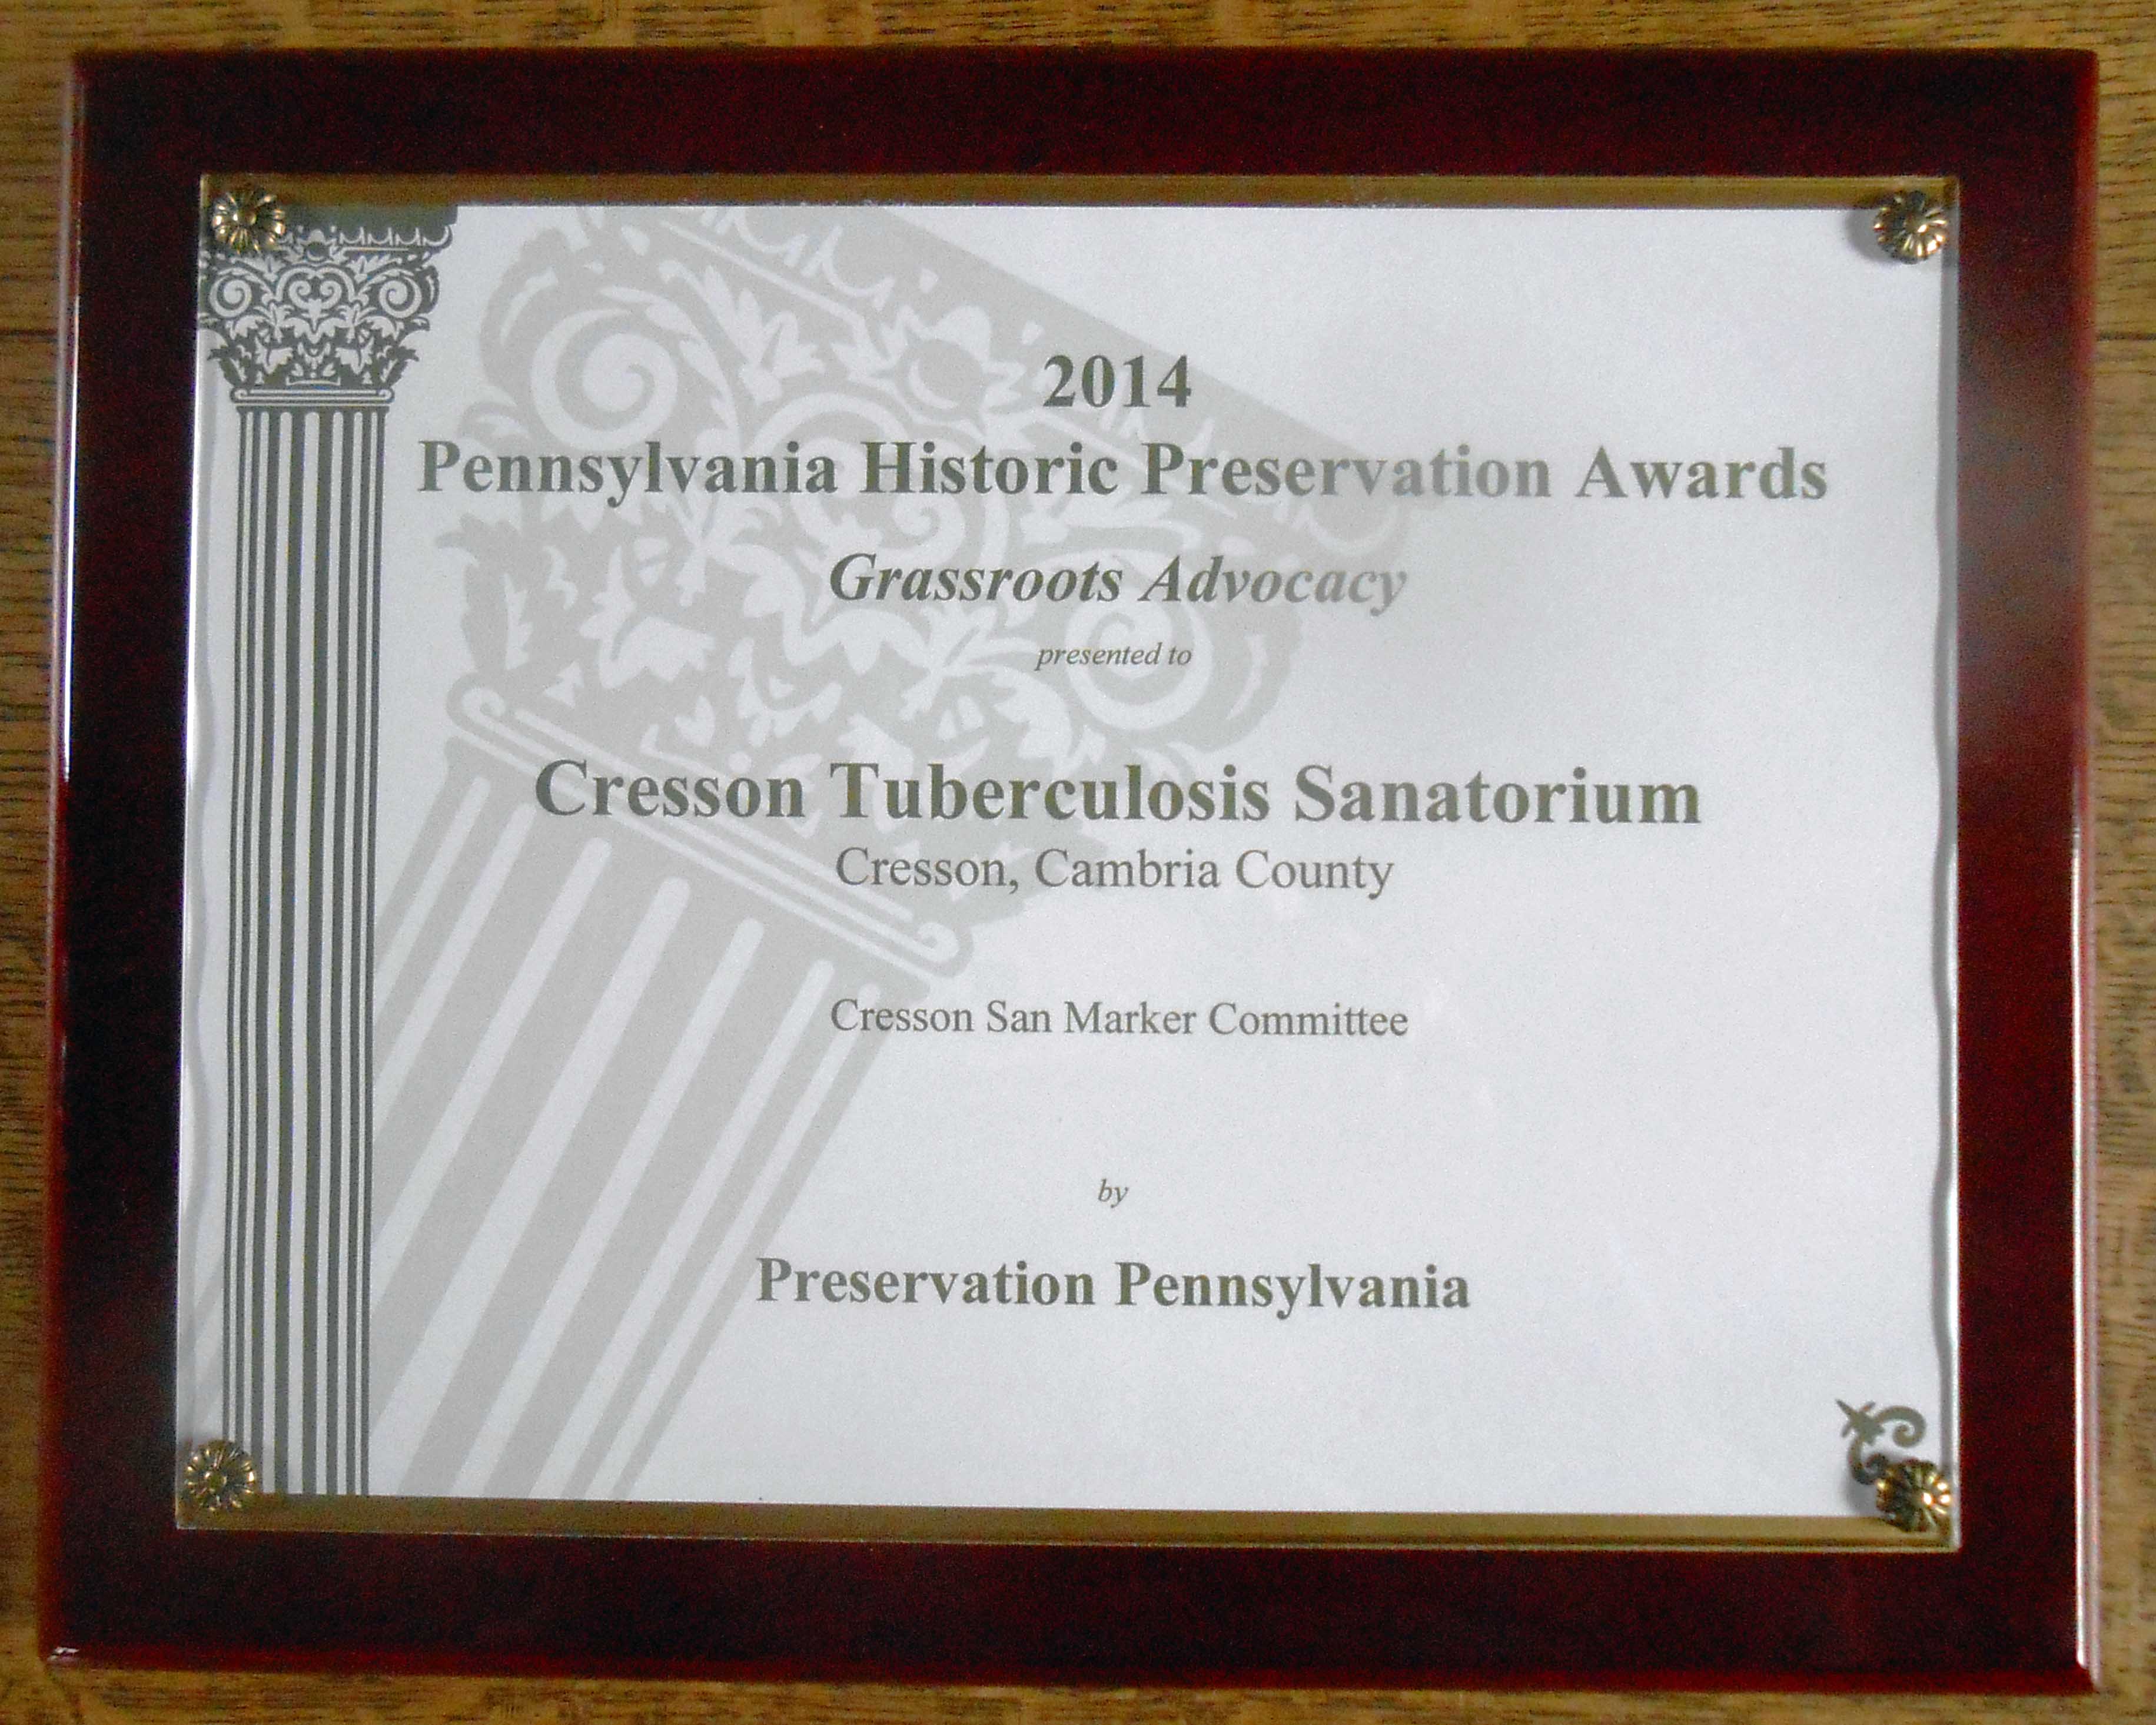 2014
Pennsylvania Historic Preservation Awards
Grassroots Advocacy
presented to
Cresson Tuberculosis Sanatorium
Cresson, Cambria County
Cresson San Marker Committee
by
Preservation Pennsylvania